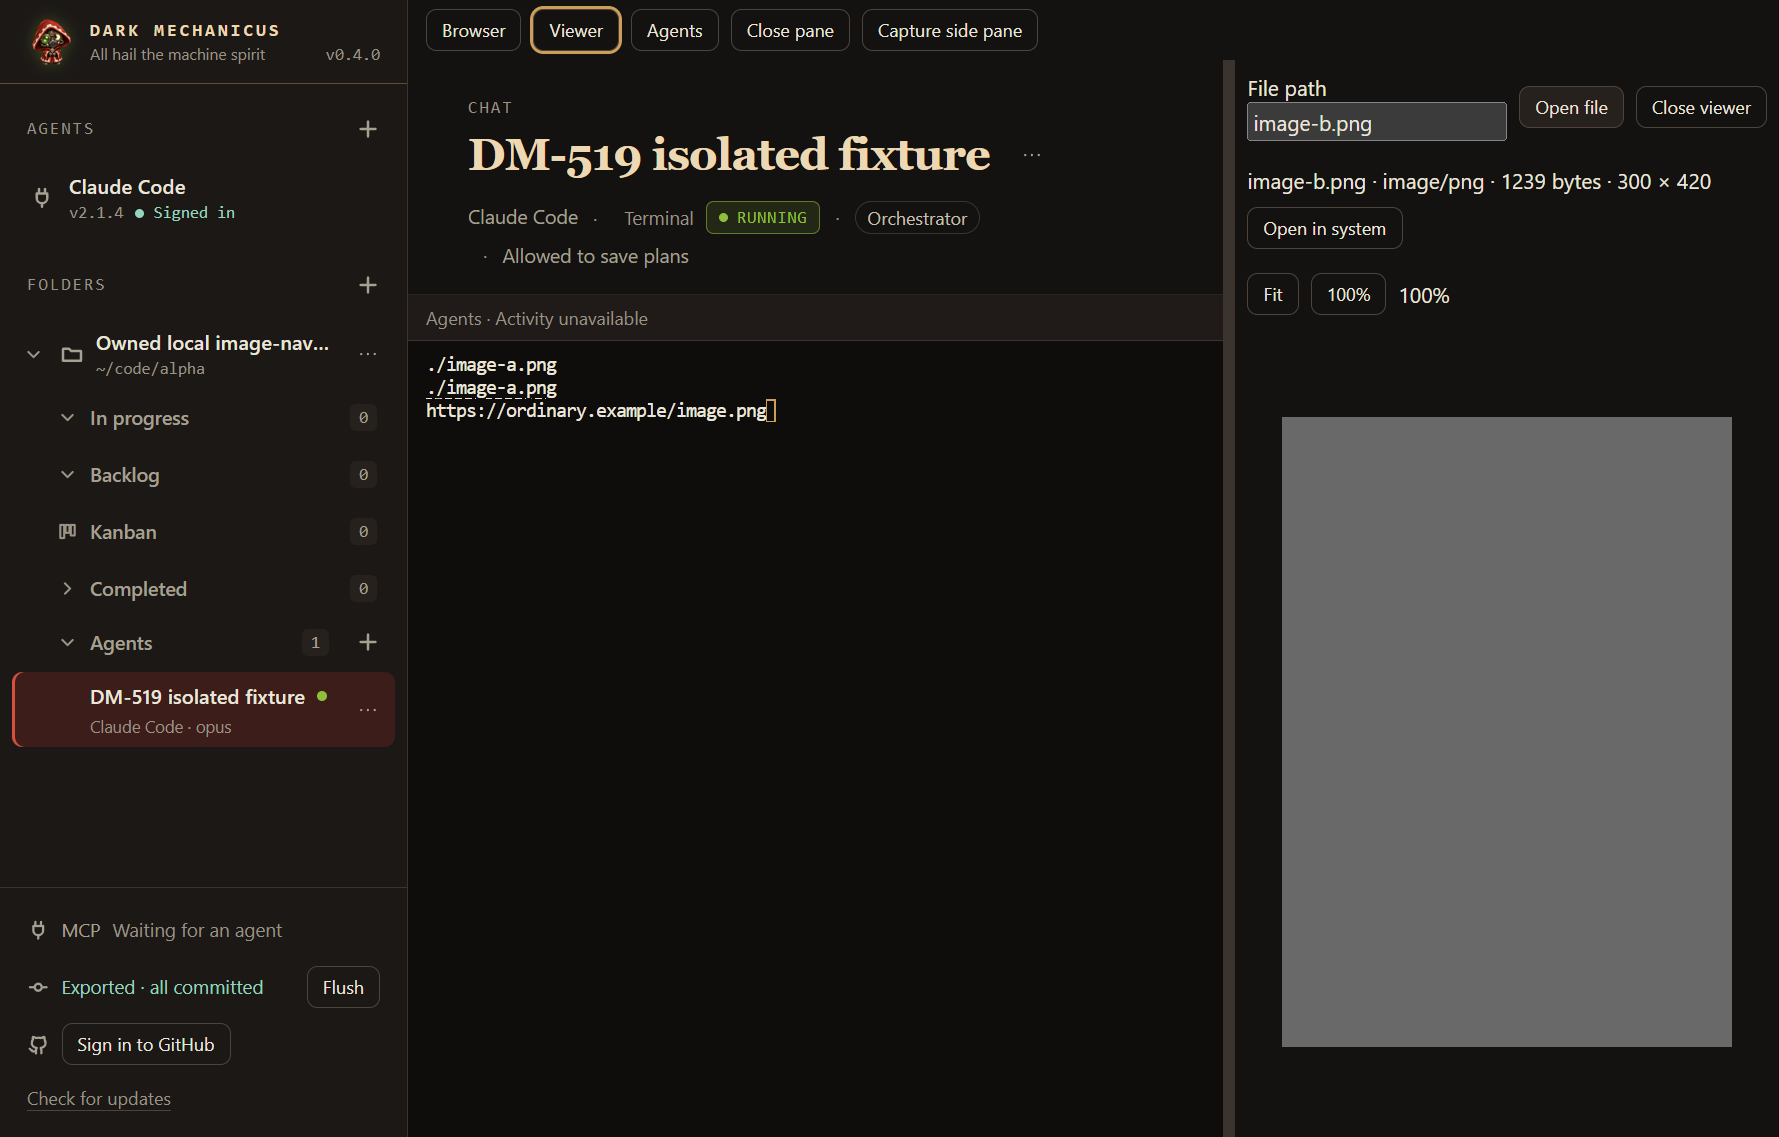 DARK MECHANICUS
All hail the machine spirit v0.4.0
AGENTS
Claude Code
v2.1.4 ● Signed in
FOLDERS
Owned local image-nav...
~/code/alpha
In progress 0
Backlog 0
Kanban 0
Completed 0
Agents 1
DM-519 isolated fixture
Claude Code · opus
MCP Waiting for an agent
Exported · all committed Flush
Sign in to GitHub
Check for updates
Browser Viewer Agents Close pane Capture side pane
CHAT
DM-519 isolated fixture ...
Claude Code · Terminal ● RUNNING · Orchestrator
· Allowed to save plans
Agents · Activity unavailable
./image-a.png
./image-a.png
https://ordinary.example/image.png
File path
image-b.png Open file Close viewer
image-b.png · image/png · 1239 bytes · 300 × 420
Open in system
Fit 100% 100%